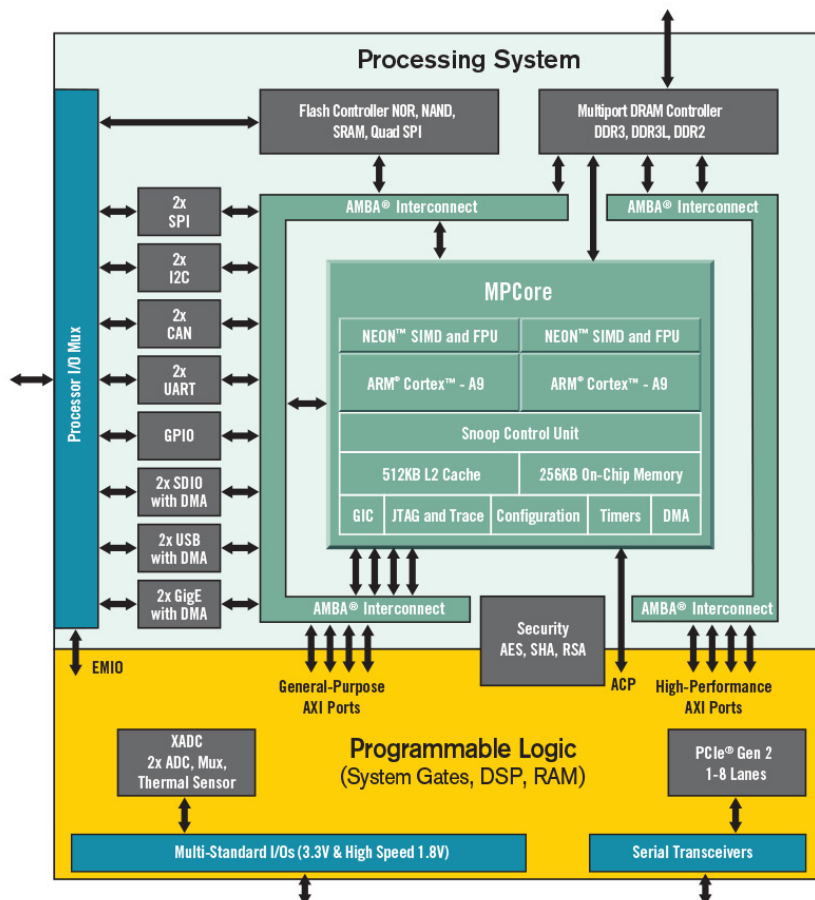 Processing System
Flash Controller NOR, NAND,
SRAM, Quad SPI
Multiport DRAM Controller
DDR3, DDR3L, DDR2
AMBA® Interconnect
AMBA® Interconnect
Processor I/O Mux
2x
SPI
2x
I2C
2x
CAN
2x
UART
GPIO
2x SDIO
with DMA
2x USB
with DMA
2x GigE
with DMA
MPCore
NEON™ SIMD and FPU
NEON™ SIMD and FPU
ARM® Cortex™ - A9
ARM® Cortex™ - A9
Snoop Control Unit
512KB L2 Cache
256KB On-Chip Memory
GIC
JTAG and Trace
Configuration
Timers
DMA
AMBA® Interconnect
AMBA® Interconnect
Security
AES, SHA, RSA
EMIO
General-Purpose
AXI Ports
ACP
High-Performance
AXI Ports
XADC
2x ADC, Mux,
Thermal Sensor
Programmable Logic
(System Gates, DSP, RAM)
PCIe® Gen 2
1-8 Lanes
Multi-Standard I/Os (3.3V & High Speed 1.8V)
Serial Transceivers